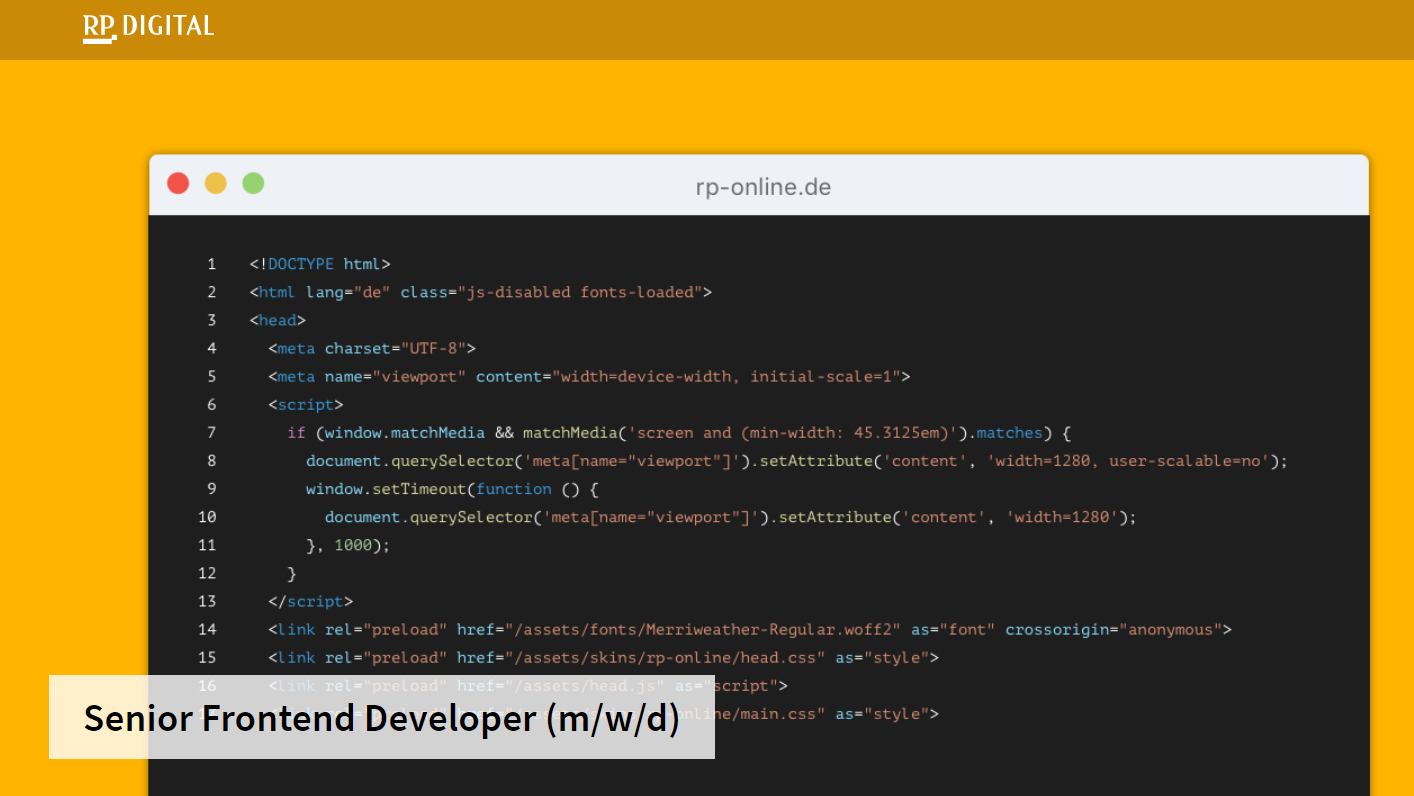 RP DIGITAL
rp-online.de
1 <!DOCTYPE html>
2 <html lang="de" class="js-disabled fonts-loaded">
3 <head>
4 <meta charset="UTF-8">
5 <meta name="viewport" content="width=device-width, initial-scale=1">
6 <script>
7 if (window.matchMedia && matchMedia('screen and (min-width: 45.3125em)').matches) {
8 document.querySelector('meta[name="viewport"]').setAttribute('content', 'width=1280, user-scalable=no');
9 window.setTimeout(function () {
10 document.querySelector('meta[name="viewport"]').setAttribute('content', 'width=1280');
11 }, 1000);
12 }
13 </script>
14 <link rel="preload" href="/assets/fonts/Merriweather-Regular.woff2" as="font" crossorigin="anonymous">
15 <link rel="preload" href="/assets/skins/rp-online/head.css" as="style">
16 <link rel="preload" href="/assets/head.js" as="script">
/main.css" as="style">
Senior Frontend Developer (m/w/d)